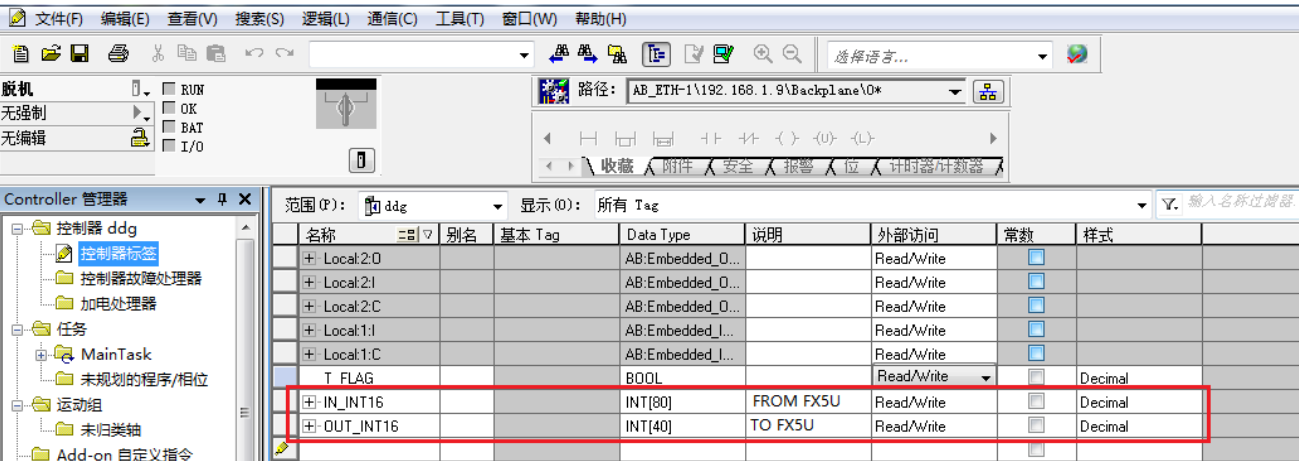 文件(F) 编辑(E) 查看(V) 搜索(S) 逻辑(L) 通信(C) 工具(T) 窗口(W) 帮助(H)
选择语言...
脱机 RUN
无强制 OK
无编辑 BAT
I/O
路径: AB_ETH-1\192.168.1.9\Backplane\0*
收藏 附件 安全 报警 位 计时器/计数器
Controller 管理器
控制器 ddg
控制器标签
控制器故障处理器
加电处理器
任务
MainTask
未规划的程序/相位
运动组
未归类轴
Add-on 自定义指令
范围(P): ddg 显示(O): 所有 Tag 输入名称过滤器.
名称 别名 基本 Tag Data Type 说明 外部访问 常数 样式
Local:2:O AB:Embedded_O... Read/Write
Local:2:I AB:Embedded_O... Read/Write
Local:2:C AB:Embedded_O... Read/Write
Local:1:I AB:Embedded_I... Read/Write
Local:1:C AB:Embedded_I... Read/Write
T_FLAG BOOL Read/Write Decimal
IN_INT16 INT[80] FROM FX5U Read/Write Decimal
OUT_INT16 INT[40] TO FX5U Read/Write Decimal